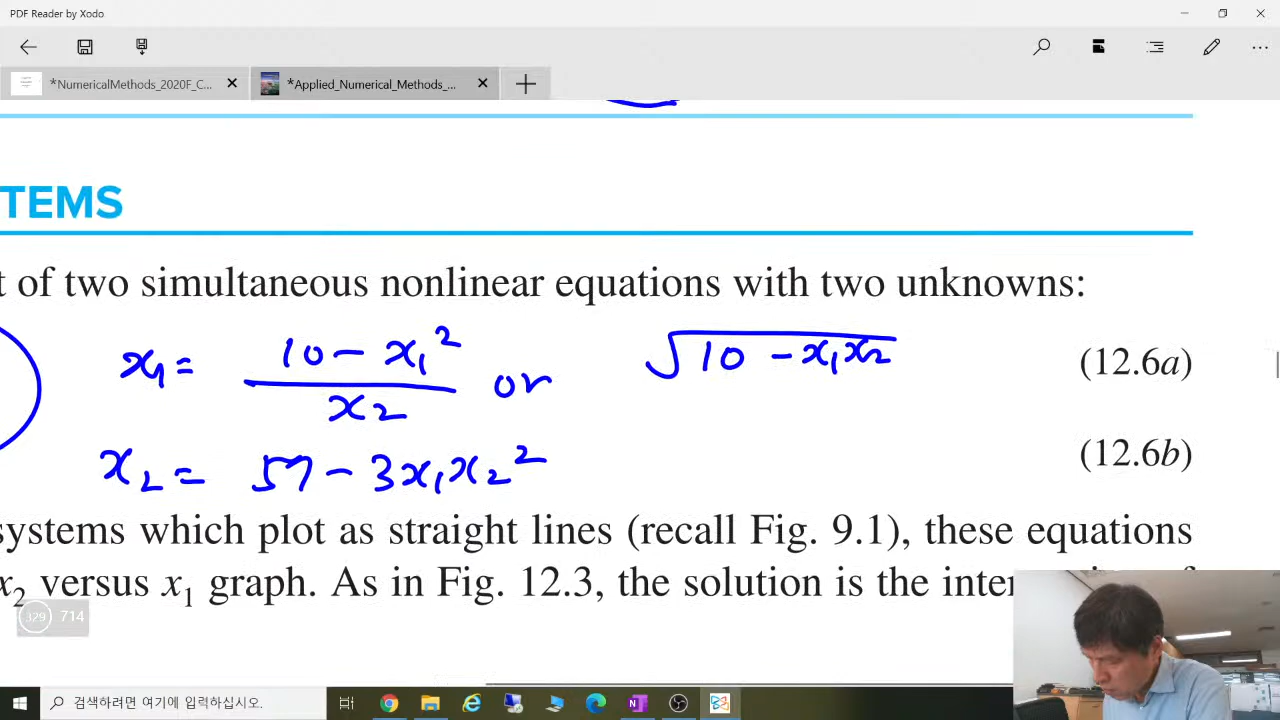 PDF Reader by Xodo
*NumericalMethods_2020F_C...
*Applied_Numerical_Methods_...
TEMS
t of two simultaneous nonlinear equations with two unknowns:
x₁ = (10 − x₁²)/x₂ or √(10 − x₁x₂) (12.6a)
x₂ = 57 − 3x₁x₂² (12.6b)
systems which plot as straight lines (recall Fig. 9.1), these equations
x₂ versus x₁ graph. As in Fig. 12.3, the solution is the inter
329 714
검색하려면 여기에 입력하십시오.